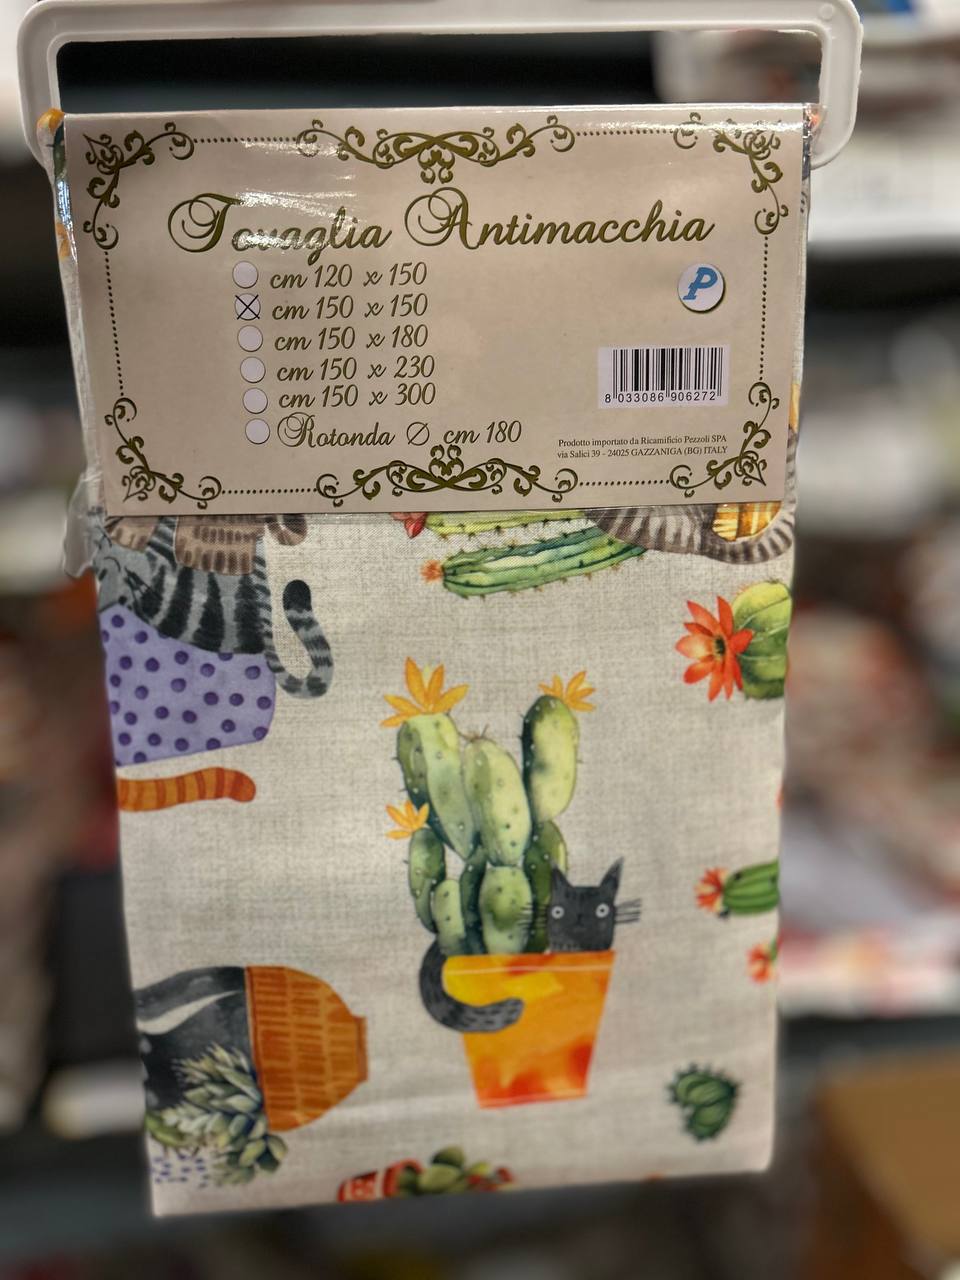 Tovaglia Antimacchia
cm 120 x 150
cm 150 x 150
cm 150 x 180
cm 150 x 230
cm 150 x 300
Rotonda Ø cm 180
P
8 033086 906272
Prodotto importato da Ricamificio Pezzoli SPA
via Salici 39 - 24025 GAZZANIGA (BG) ITALY